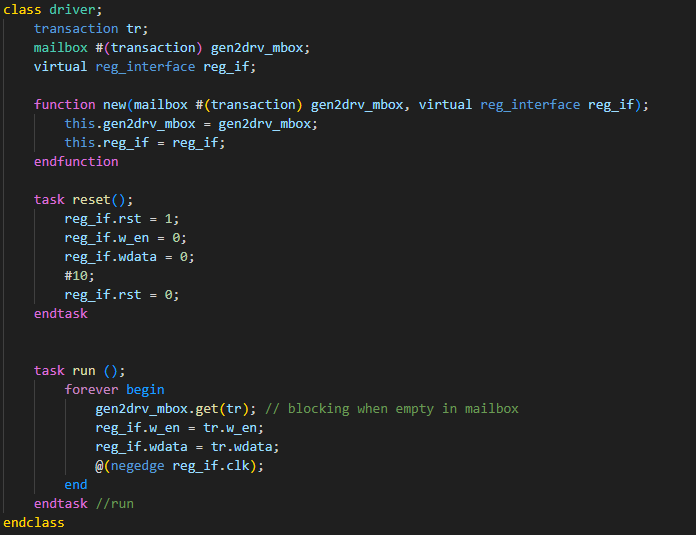 class driver;
    transaction tr;
    mailbox #(transaction) gen2drv_mbox;
    virtual reg_interface reg_if;

    function new(mailbox #(transaction) gen2drv_mbox, virtual reg_interface reg_if);
        this.gen2drv_mbox = gen2drv_mbox;
        this.reg_if = reg_if;
    endfunction

    task reset();
        reg_if.rst = 1;
        reg_if.w_en = 0;
        reg_if.wdata = 0;
        #10;
        reg_if.rst = 0;
    endtask


    task run ();
        forever begin
            gen2drv_mbox.get(tr); // blocking when empty in mailbox
            reg_if.w_en = tr.w_en;
            reg_if.wdata = tr.wdata;
            @(negedge reg_if.clk);
        end
    endtask //run
endclass